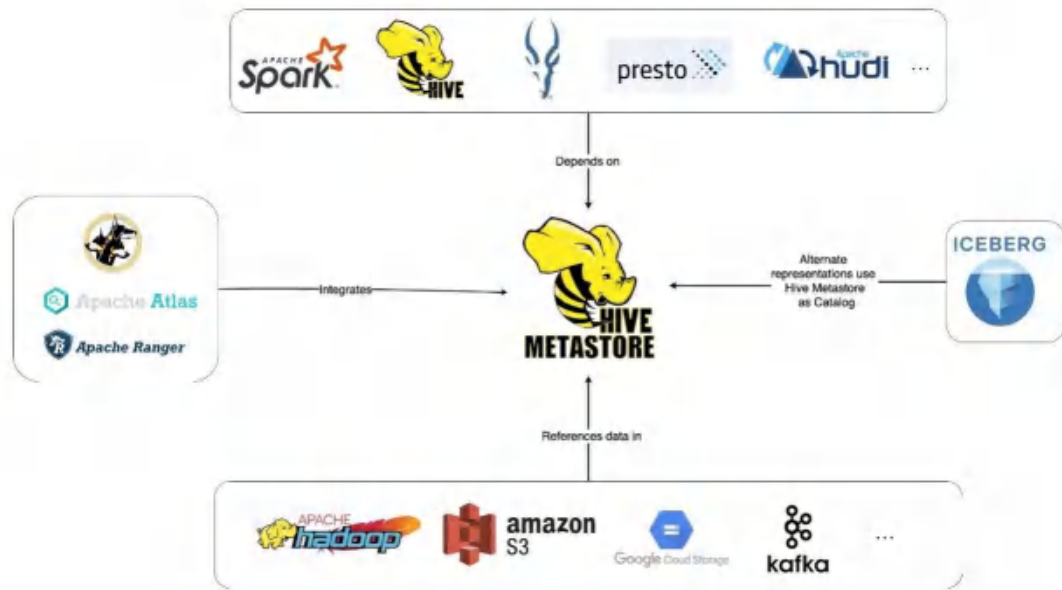 APACHE
Spark
HIVE
presto
Apache
hudi
...
Depends on
Apache Atlas
Apache Ranger
Integrates
HIVE
METASTORE
Alternate
representations use
Hive Metastore
as Catalog
ICEBERG
References data in
APACHE
hadoop
amazon
S3
Google Cloud Storage
kafka
...